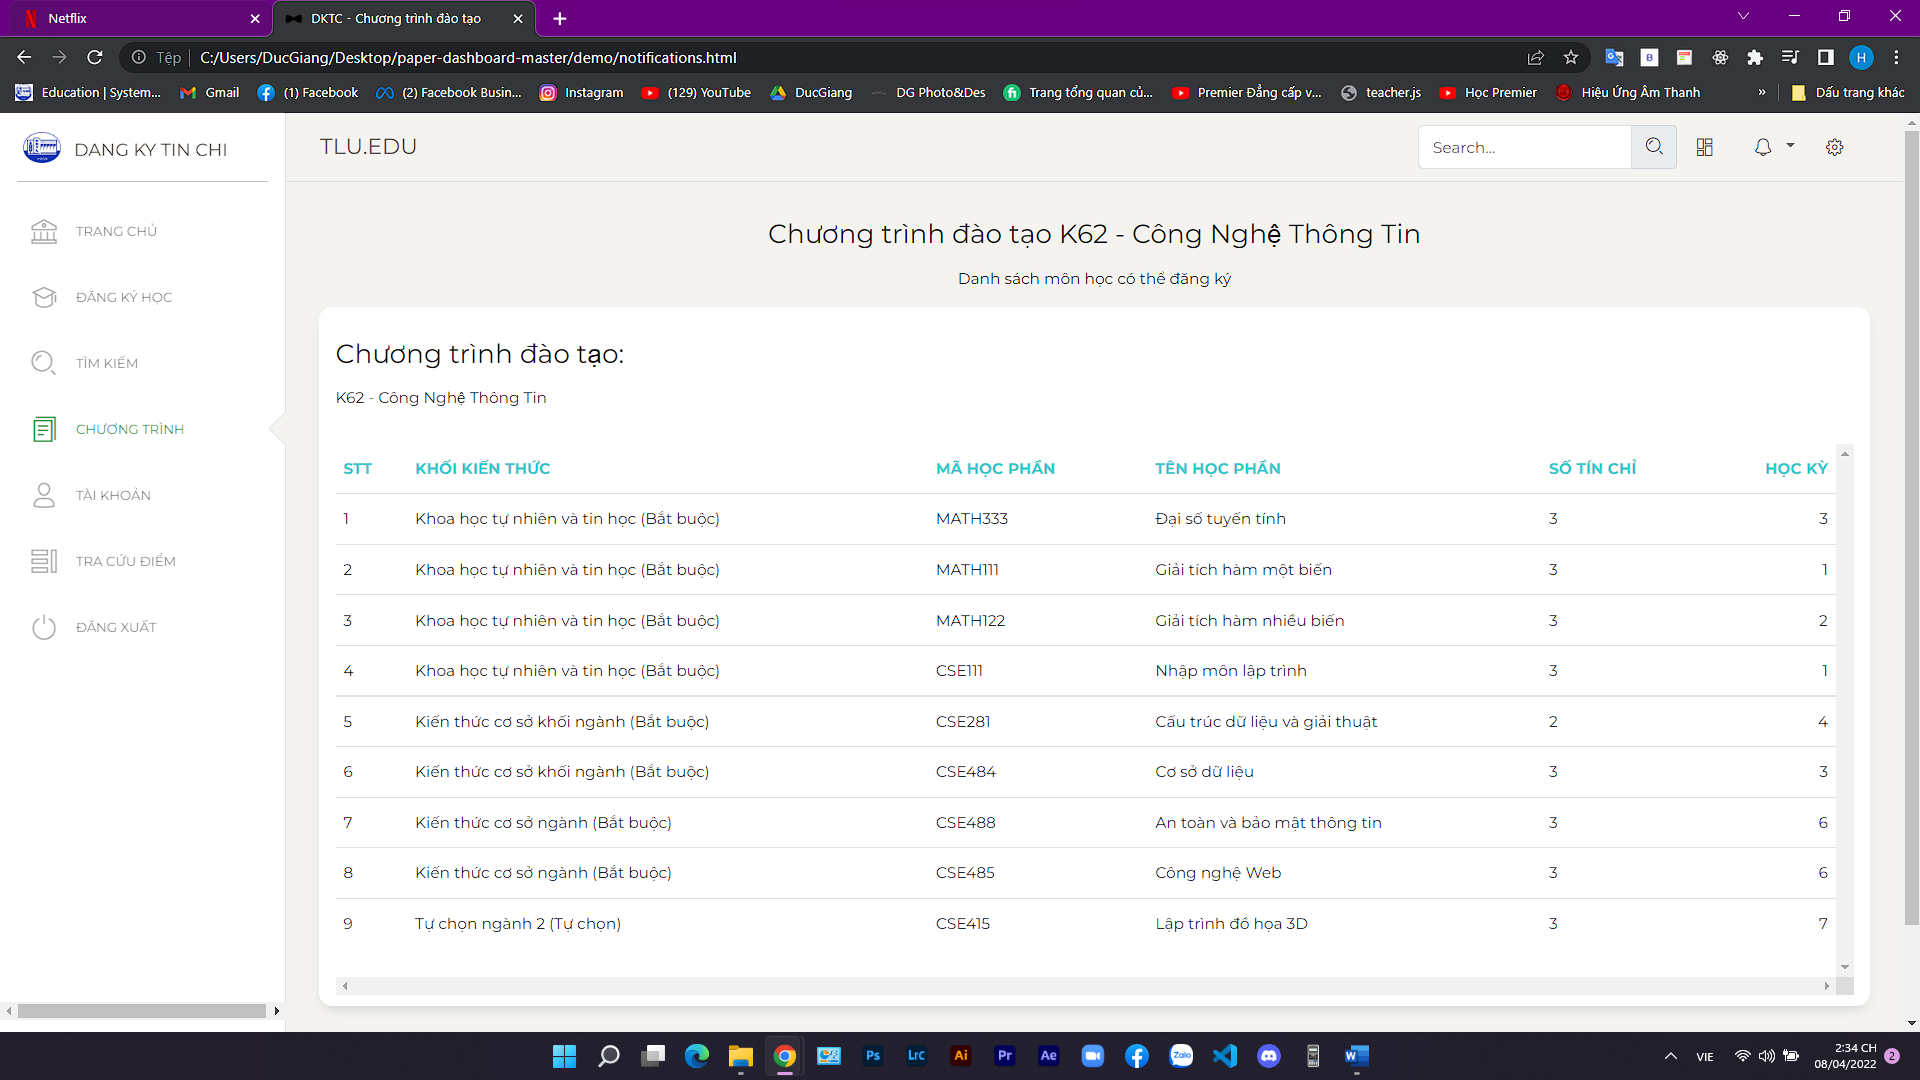 Netflix
DKTC - Chương trình đào tạo
Tệp
C:/Users/DucGiang/Desktop/paper-dashboard-master/demo/notifications.html
H
Education | System...
Gmail
(1) Facebook
(2) Facebook Busin...
Instagram
(129) YouTube
DucGiang
DG Photo&Des
Trang tổng quan củ...
Premier Đẳng cấp v...
teacher.js
Học Premier
Hiệu Ứng Âm Thanh
»
Dấu trang khác
DANG KY TIN CHI
TLU.EDU
Search...
TRANG CHỦ
ĐĂNG KÝ HỌC
TÌM KIẾM
CHƯƠNG TRÌNH
TÀI KHOẢN
TRA CỨU ĐIỂM
ĐĂNG XUẤT
Chương trình đào tạo K62 - Công Nghệ Thông Tin
Danh sách môn học có thể đăng ký
Chương trình đào tạo:
K62 - Công Nghệ Thông Tin
STT KHỐI KIẾN THỨC MÃ HỌC PHẦN TÊN HỌC PHẦN SỐ TÍN CHỈ HỌC KỲ
1 Khoa học tự nhiên và tin học (Bắt buộc) MATH333 Đại số tuyến tính 3 3
2 Khoa học tự nhiên và tin học (Bắt buộc) MATH111 Giải tích hàm một biến 3 1
3 Khoa học tự nhiên và tin học (Bắt buộc) MATH122 Giải tích hàm nhiều biến 3 2
4 Khoa học tự nhiên và tin học (Bắt buộc) CSE111 Nhập môn lập trình 3 1
5 Kiến thức cơ sở khối ngành (Bắt buộc) CSE281 Cấu trúc dữ liệu và giải thuật 2 4
6 Kiến thức cơ sở khối ngành (Bắt buộc) CSE484 Cơ sở dữ liệu 3 3
7 Kiến thức cơ sở ngành (Bắt buộc) CSE488 An toàn và bảo mật thông tin 3 6
8 Kiến thức cơ sở ngành (Bắt buộc) CSE485 Công nghệ Web 3 6
9 Tự chọn ngành 2 (Tự chọn) CSE415 Lập trình đồ họa 3D 3 7
Ps
LrC
Ai
Pr
Ae
Zalo
W
VIE
2:34 CH
08/04/2022
2